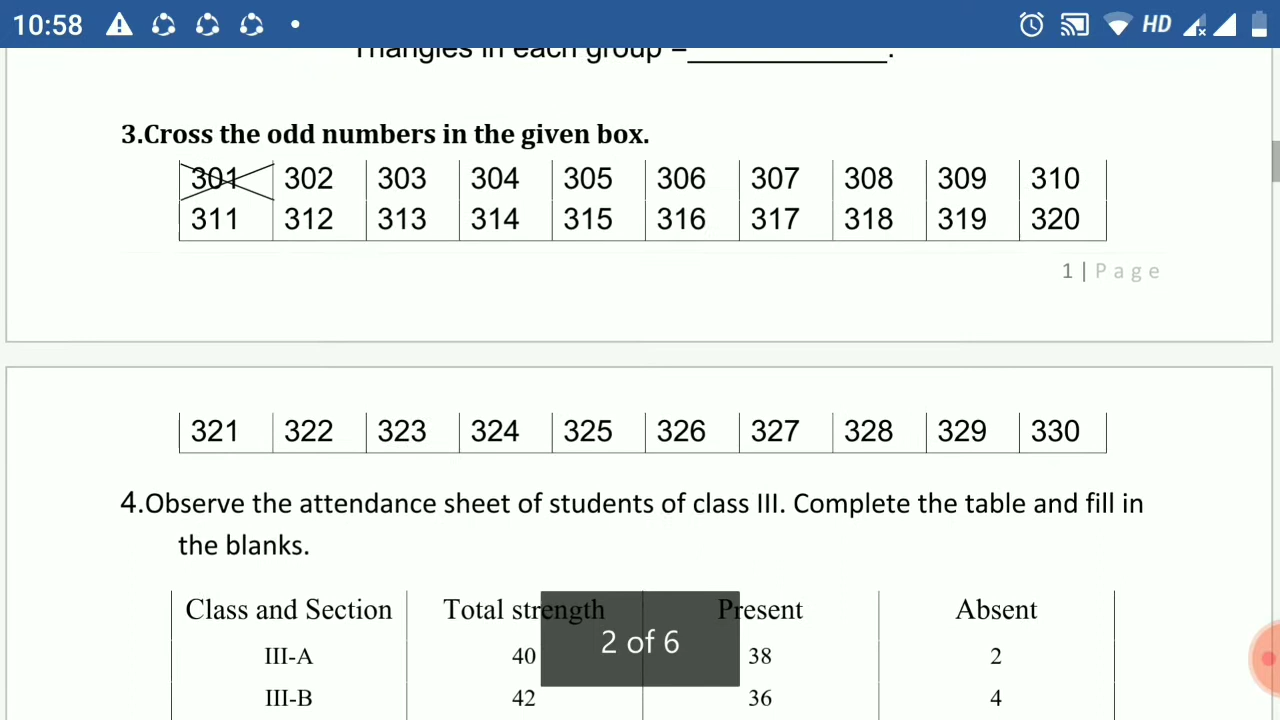 10:58 HD
Triangles in each group =____________.
3.Cross the odd numbers in the given box.
301 302 303 304 305 306 307 308 309 310
311 312 313 314 315 316 317 318 319 320
1 | Page
321 322 323 324 325 326 327 328 329 330
4.Observe the attendance sheet of students of class III. Complete the table and fill in
the blanks.
Class and Section Total strength Present Absent
2 of 6
III-A 40 38 2
III-B 42 36 4